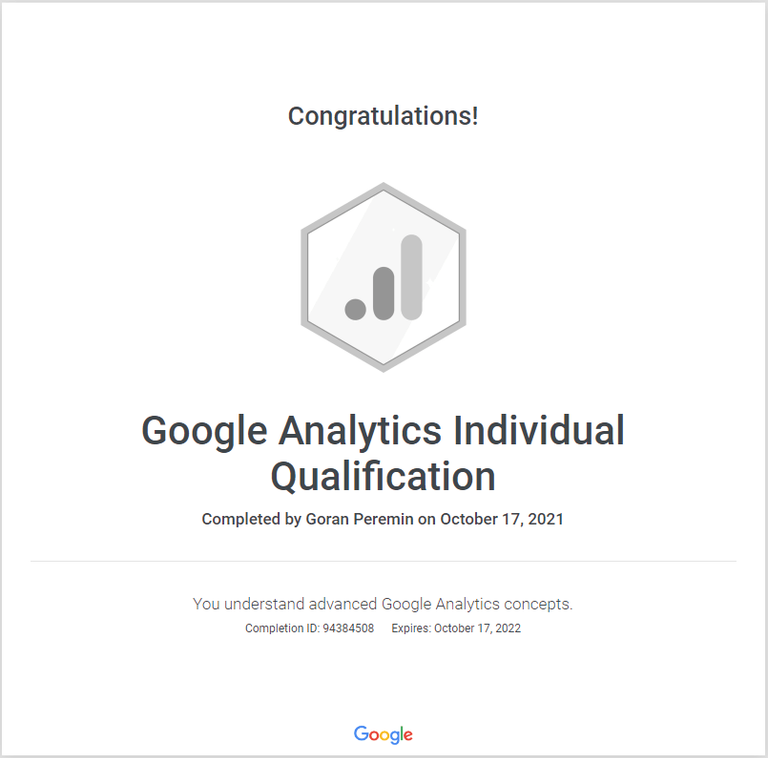 Congratulations!
Google Analytics Individual
Qualification
Completed by Goran Peremin on October 17, 2021
You understand advanced Google Analytics concepts.
Completion ID: 94384508 Expires: October 17, 2022
Google